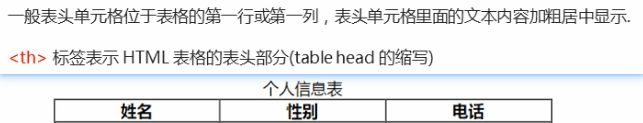 一般表头单元格位于表格的第一行或第一列，表头单元格里面的文本内容加粗居中显示.
<th> 标签表示 HTML 表格的表头部分(table head 的缩写)
个人信息表
姓名 性别 电话